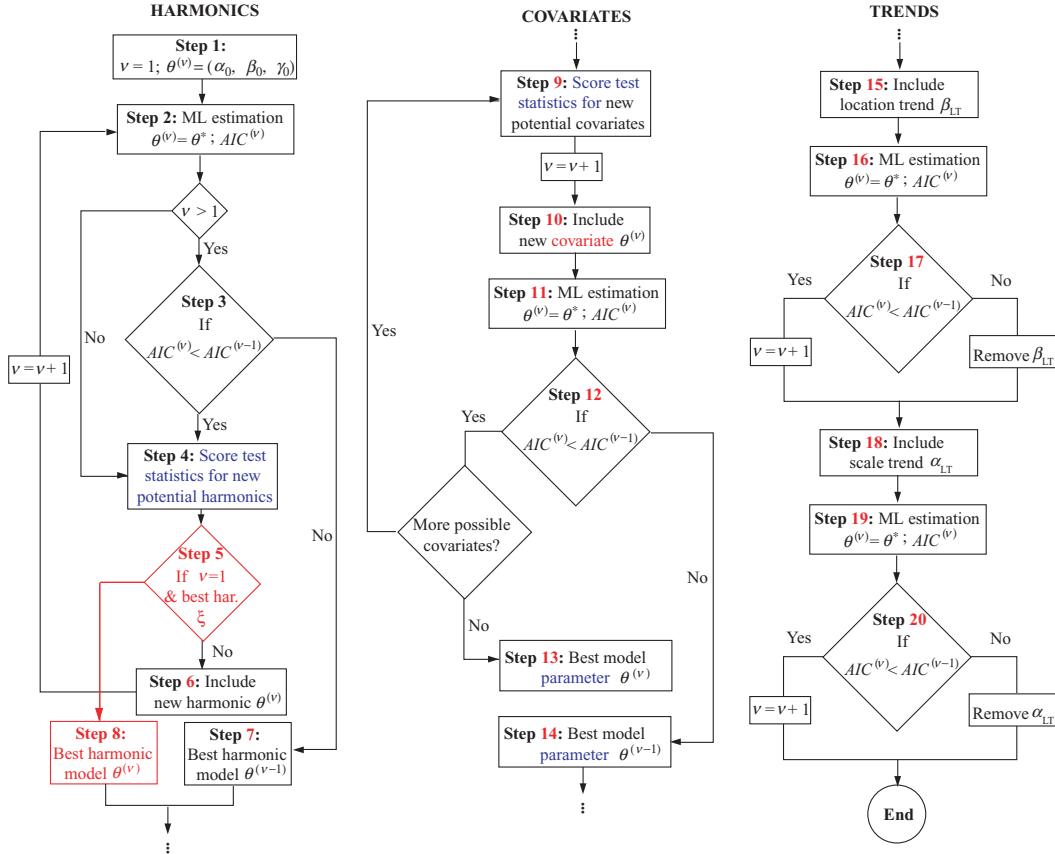 HARMONICS
Step 1:
ν = 1; θ^(ν) = (α₀, β₀, γ₀)
Step 2: ML estimation
θ^(ν) = θ* ; AIC^(ν)
ν > 1
Yes
Step 3
If
AIC^(ν) < AIC^(ν−1)
No
ν = ν + 1
Yes
Step 4: Score test
statistics for new
potential harmonics
No
Step 5
If ν=1
& best har.
ξ
No
Step 6: Include
new harmonic θ^(ν)
Step 8:
Best harmonic
model θ^(ν)
Step 7:
Best harmonic
model θ^(ν−1)
...
COVARIATES
...
Step 9: Score test
statistics for new
potential covariates
ν = ν + 1
Step 10: Include
new covariate θ^(ν)
Step 11: ML estimation
θ^(ν) = θ* ; AIC^(ν)
Yes
Step 12
If
AIC^(ν) < AIC^(ν−1)
Yes
More possible
covariates?
No
No
Step 13: Best model
parameter θ^(ν)
Step 14: Best model
parameter θ^(ν−1)
...
TRENDS
...
Step 15: Include
location trend β_LT
Step 16: ML estimation
θ^(ν) = θ* ; AIC^(ν)
Step 17
If
AIC^(ν) < AIC^(ν−1)
Yes
No
ν = ν + 1
Remove β_LT
Step 18: Include
scale trend α_LT
Step 19: ML estimation
θ^(ν) = θ* ; AIC^(ν)
Step 20
If
AIC^(ν) < AIC^(ν−1)
Yes
No
ν = ν + 1
Remove α_LT
End